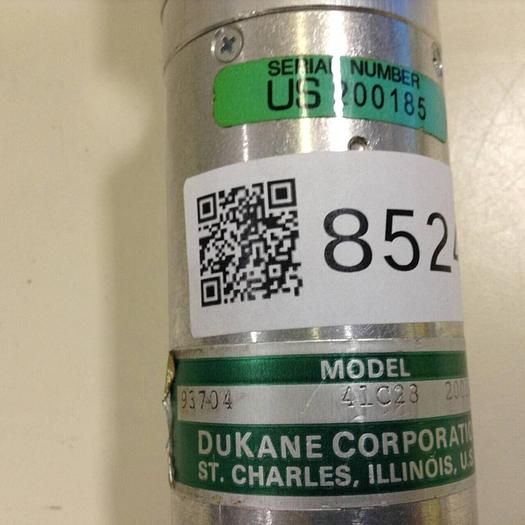 SERIAL NUMBER
US 200185
852
MODEL
93704 41C28
DUKANE CORPORATIO
ST. CHARLES, ILLINOIS, U.S